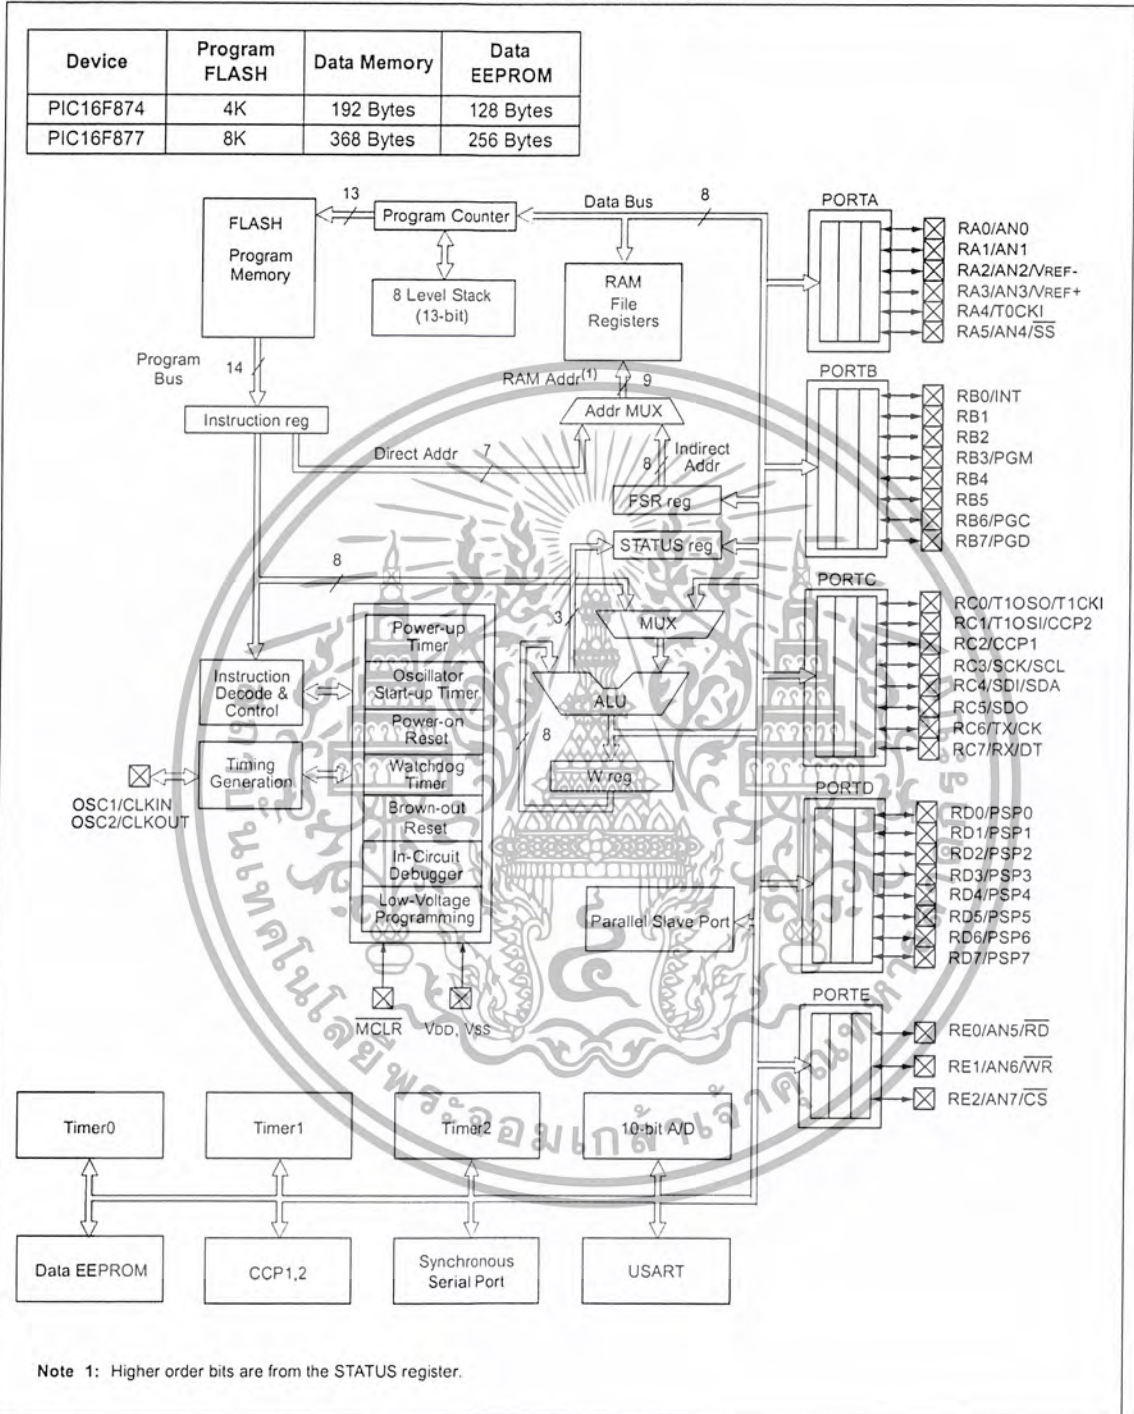 Device Program FLASH Data Memory Data EEPROM
PIC16F874 4K 192 Bytes 128 Bytes
PIC16F877 8K 368 Bytes 256 Bytes
FLASH
Program
Memory
13
Program Counter
Data Bus
8
8 Level Stack
(13-bit)
RAM
File
Registers
Program
Bus
14
RAM Addr(1)
9
Addr MUX
Instruction reg
Direct Addr
7
8
Indirect
Addr
FSR reg
STATUS reg
8
3
MUX
Power-up
Timer
Oscillator
Start-up Timer
Power-on
Reset
Watchdog
Timer
Brown-out
Reset
In-Circuit
Debugger
Low-Voltage
Programming
Instruction
Decode &
Control
Timing
Generation
OSC1/CLKIN
OSC2/CLKOUT
ALU
8
W reg
Parallel Slave Port
MCLR
VDD, VSS
PORTA
RA0/AN0
RA1/AN1
RA2/AN2/VREF-
RA3/AN3/VREF+
RA4/T0CKI
RA5/AN4/SS
PORTB
RB0/INT
RB1
RB2
RB3/PGM
RB4
RB5
RB6/PGC
RB7/PGD
PORTC
RC0/T1OSO/T1CKI
RC1/T1OSI/CCP2
RC2/CCP1
RC3/SCK/SCL
RC4/SDI/SDA
RC5/SDO
RC6/TX/CK
RC7/RX/DT
PORTD
RD0/PSP0
RD1/PSP1
RD2/PSP2
RD3/PSP3
RD4/PSP4
RD5/PSP5
RD6/PSP6
RD7/PSP7
PORTE
RE0/AN5/RD
RE1/AN6/WR
RE2/AN7/CS
Timer0
Timer1
Timer2
10-bit A/D
Data EEPROM
CCP1,2
Synchronous
Serial Port
USART
Note 1: Higher order bits are from the STATUS register.